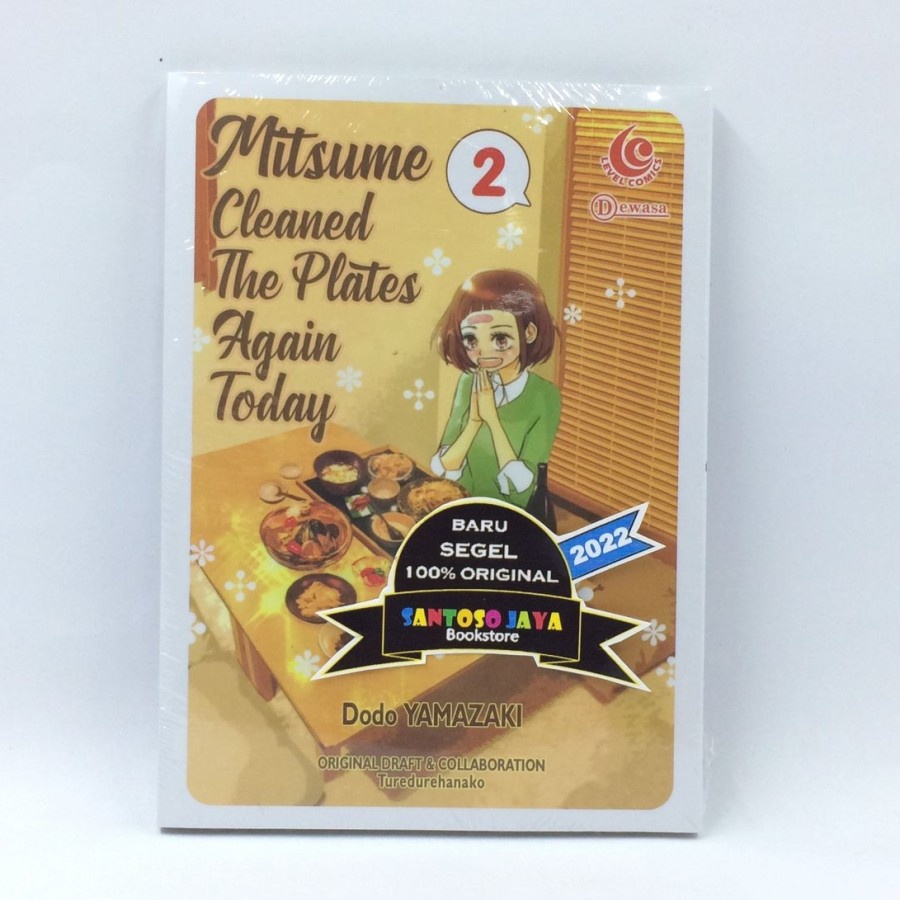 Mitsume
2
Cleaned
The Plates
Again
Today
LEVEL COMICS
Dewasa
BARU
SEGEL
100% ORIGINAL
2022
SANTOSO JAYA
Bookstore
Dodo YAMAZAKI
ORIGINAL DRAFT & COLLABORATION
Turedurehanako